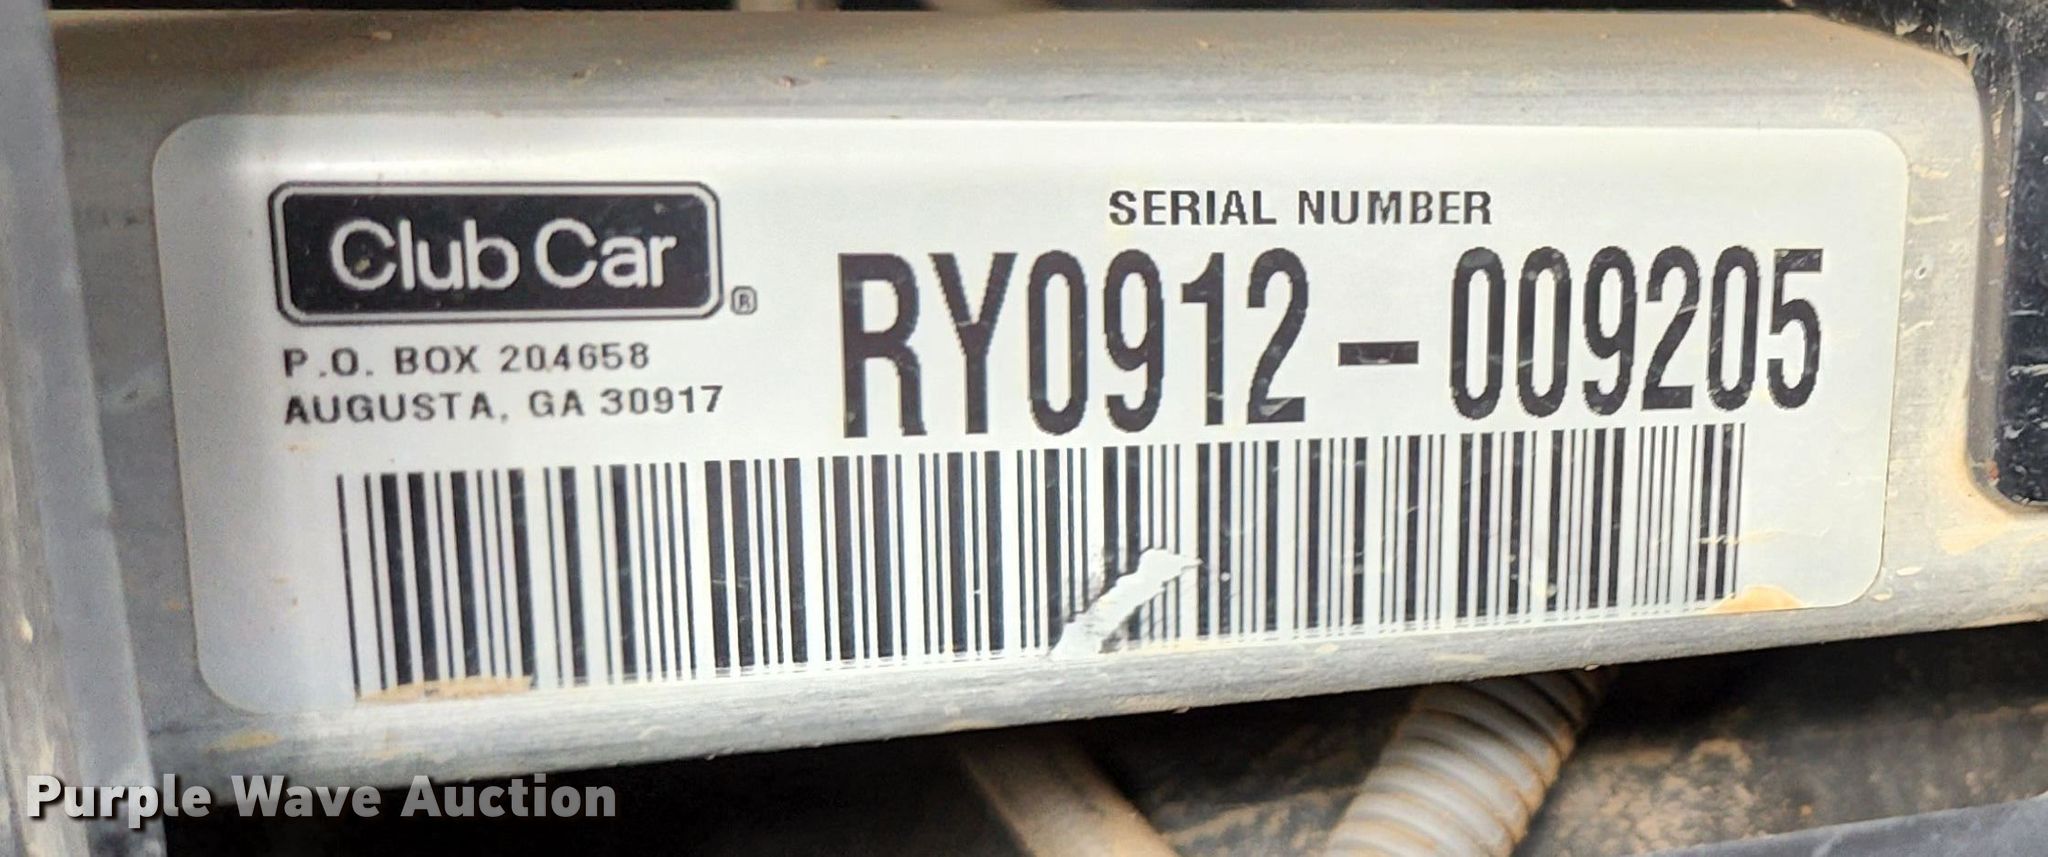 Club Car
®
P.O. BOX 204658
AUGUSTA, GA 30917
SERIAL NUMBER
RY0912-009205
Purple Wave Auction